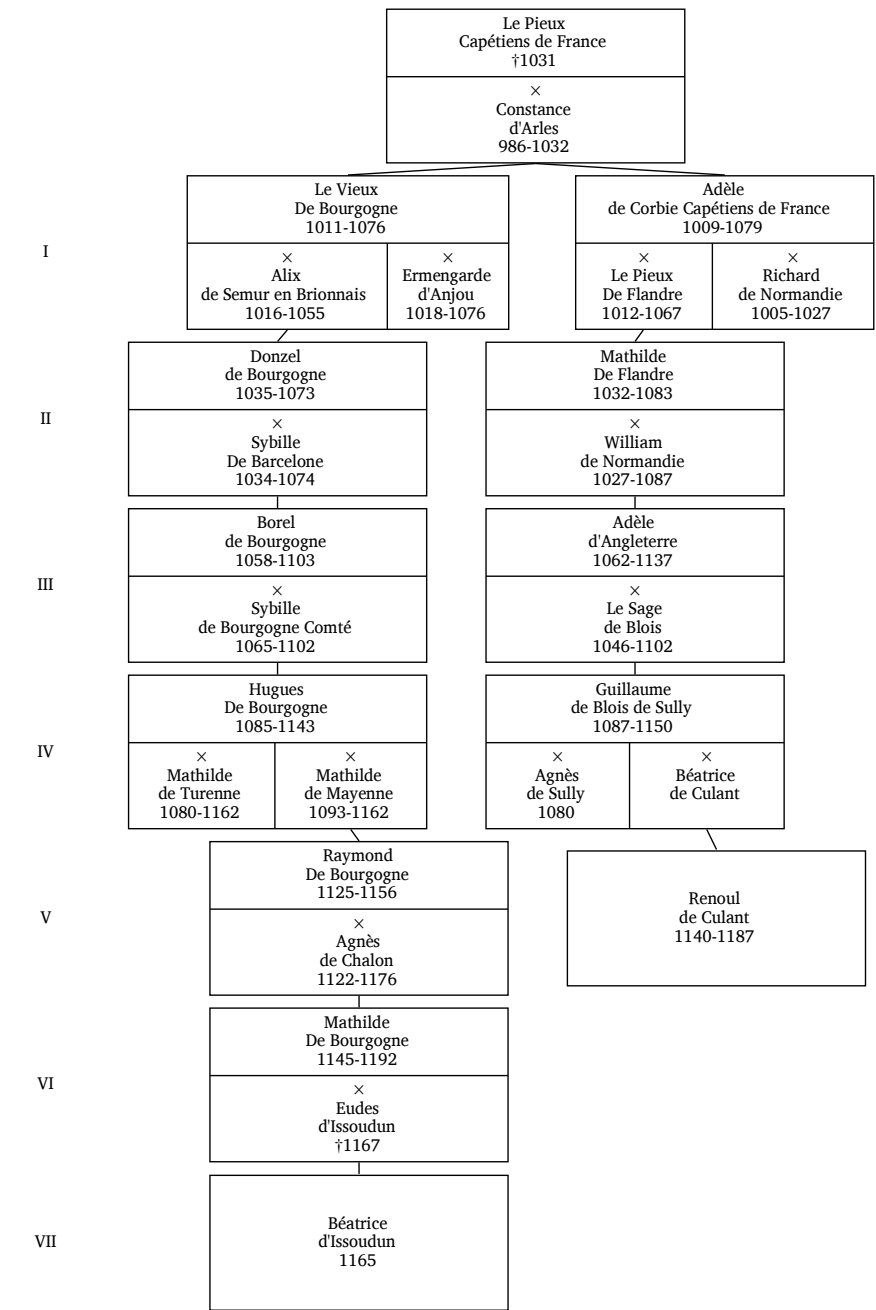 Le Pieux
Capétiens de France
†1031
×
Constance
d'Arles
986-1032
I
Le Vieux
De Bourgogne
1011-1076
×
Alix
de Semur en Brionnais
1016-1055
×
Ermengarde
d'Anjou
1018-1076
Adèle
de Corbie Capétiens de France
1009-1079
×
Le Pieux
De Flandre
1012-1067
×
Richard
de Normandie
1005-1027
II
Donzel
de Bourgogne
1035-1073
×
Sybille
De Barcelone
1034-1074
Mathilde
De Flandre
1032-1083
×
William
de Normandie
1027-1087
III
Borel
de Bourgogne
1058-1103
×
Sybille
de Bourgogne Comté
1065-1102
Adèle
d'Angleterre
1062-1137
×
Le Sage
de Blois
1046-1102
IV
Hugues
De Bourgogne
1085-1143
×
Mathilde
de Turenne
1080-1162
×
Mathilde
de Mayenne
1093-1162
Guillaume
de Blois de Sully
1087-1150
×
Agnès
de Sully
1080
×
Béatrice
de Culant
V
Raymond
De Bourgogne
1125-1156
×
Agnès
de Chalon
1122-1176
Renoul
de Culant
1140-1187
VI
Mathilde
De Bourgogne
1145-1192
×
Eudes
d'Issoudun
†1167
VII
Béatrice
d'Issoudun
1165